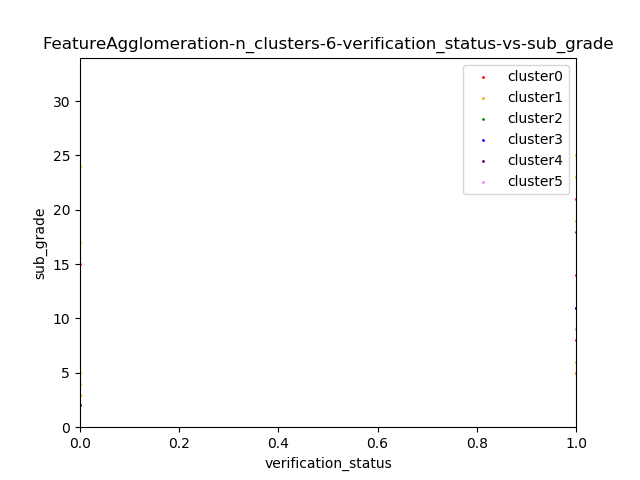 FeatureAgglomeration-n_clusters-6-verification_status-vs-sub_grade
cluster0
cluster1
cluster2
cluster3
cluster4
cluster5
sub_grade
30
25
20
15
10
5
0
0.0 0.2 0.4 0.6 0.8 1.0
verification_status